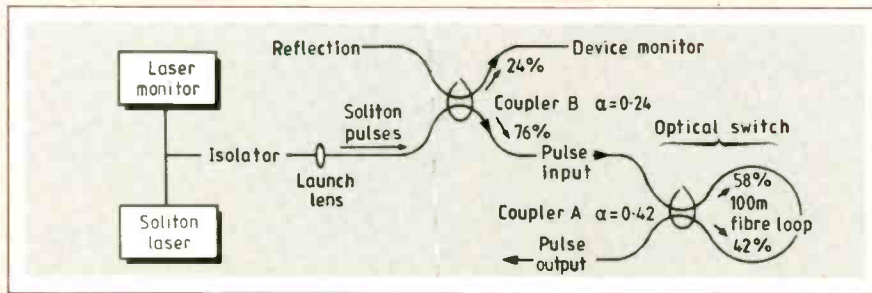 Reflection
Device monitor
Laser
monitor
24%
Soliton
pulses
Coupler B α=0·24
76%
Optical switch
Isolator
Launch
lens
Pulse
input
58%
100m
fibre loop
42%
Coupler A α=0·42
Soliton
laser
Pulse
output